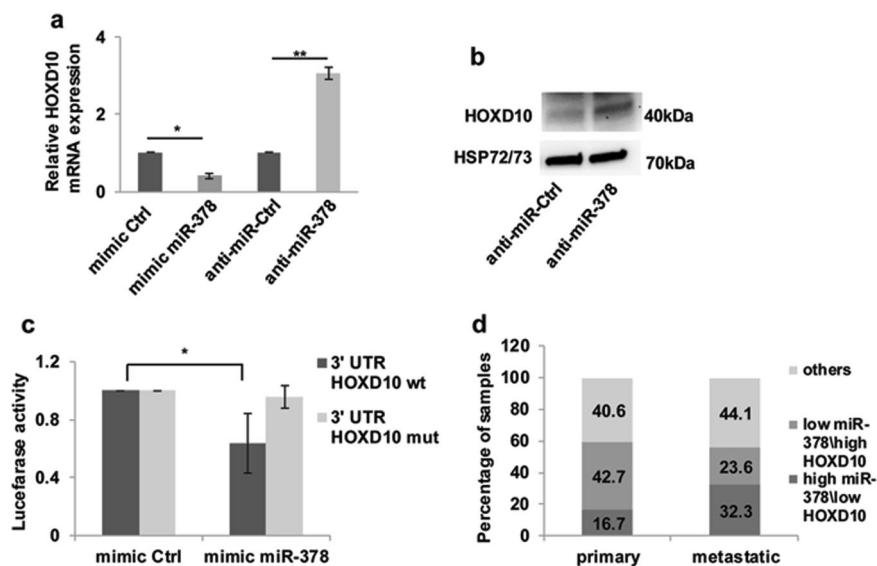 a
Relative HOXD10
mRNA expression
4
2
1
0
*
**
mimic Ctrl
mimic miR-378
anti-miR-Ctrl
anti-miR-378
b
HOXD10
40kDa
HSP72/73
70kDa
anti-miR-Ctrl
anti-miR-378
c
Lucefarase activity
1.2
0.8
0.4
0
*
mimic Ctrl
mimic miR-378
3' UTR
HOXD10 wt
3' UTR
HOXD10 mut
d
Percentage of samples
120
100
80
60
40
20
0
40.6
42.7
16.7
44.1
23.6
32.3
primary
metastatic
others
low miR-
378\high
HOXD10
high miR-
378\low
HOXD10